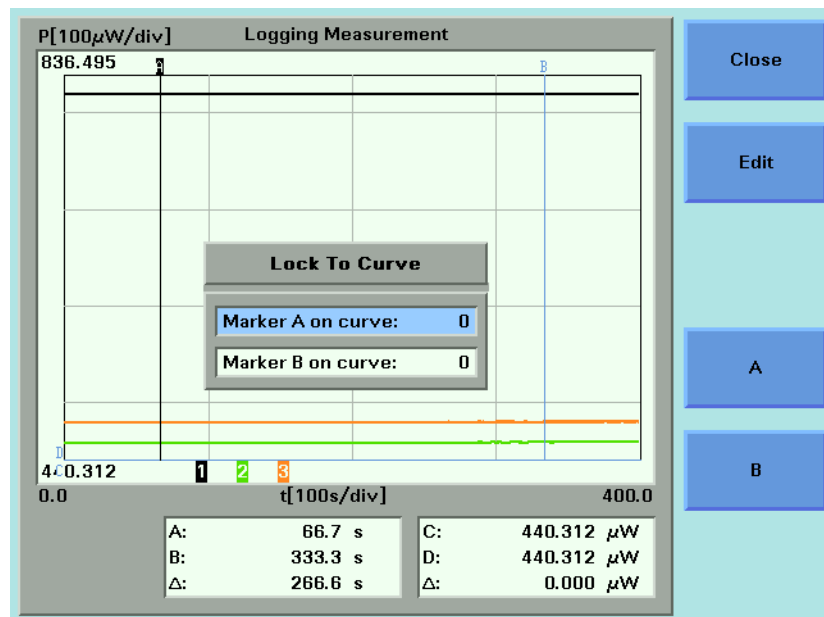 P[100µW/div] Logging Measurement
836.495 A B
Lock To Curve
Marker A on curve: 0
Marker B on curve: 0
D
C
440.312 1 2 3
0.0 t[100s/div] 400.0
A: 66.7 s
B: 333.3 s
Δ: 266.6 s
C: 440.312 µW
D: 440.312 µW
Δ: 0.000 µW
Close
Edit
A
B